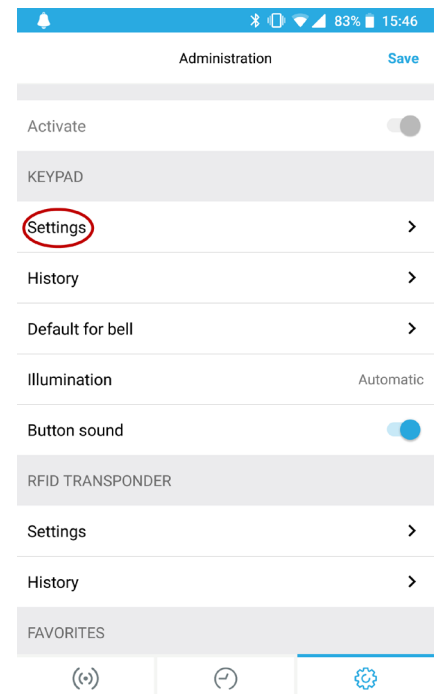 83% 15:46
Administration Save
Activate
KEYPAD
Settings
History
Default for bell
Illumination Automatic
Button sound
RFID TRANSPONDER
Settings
History
FAVORITES